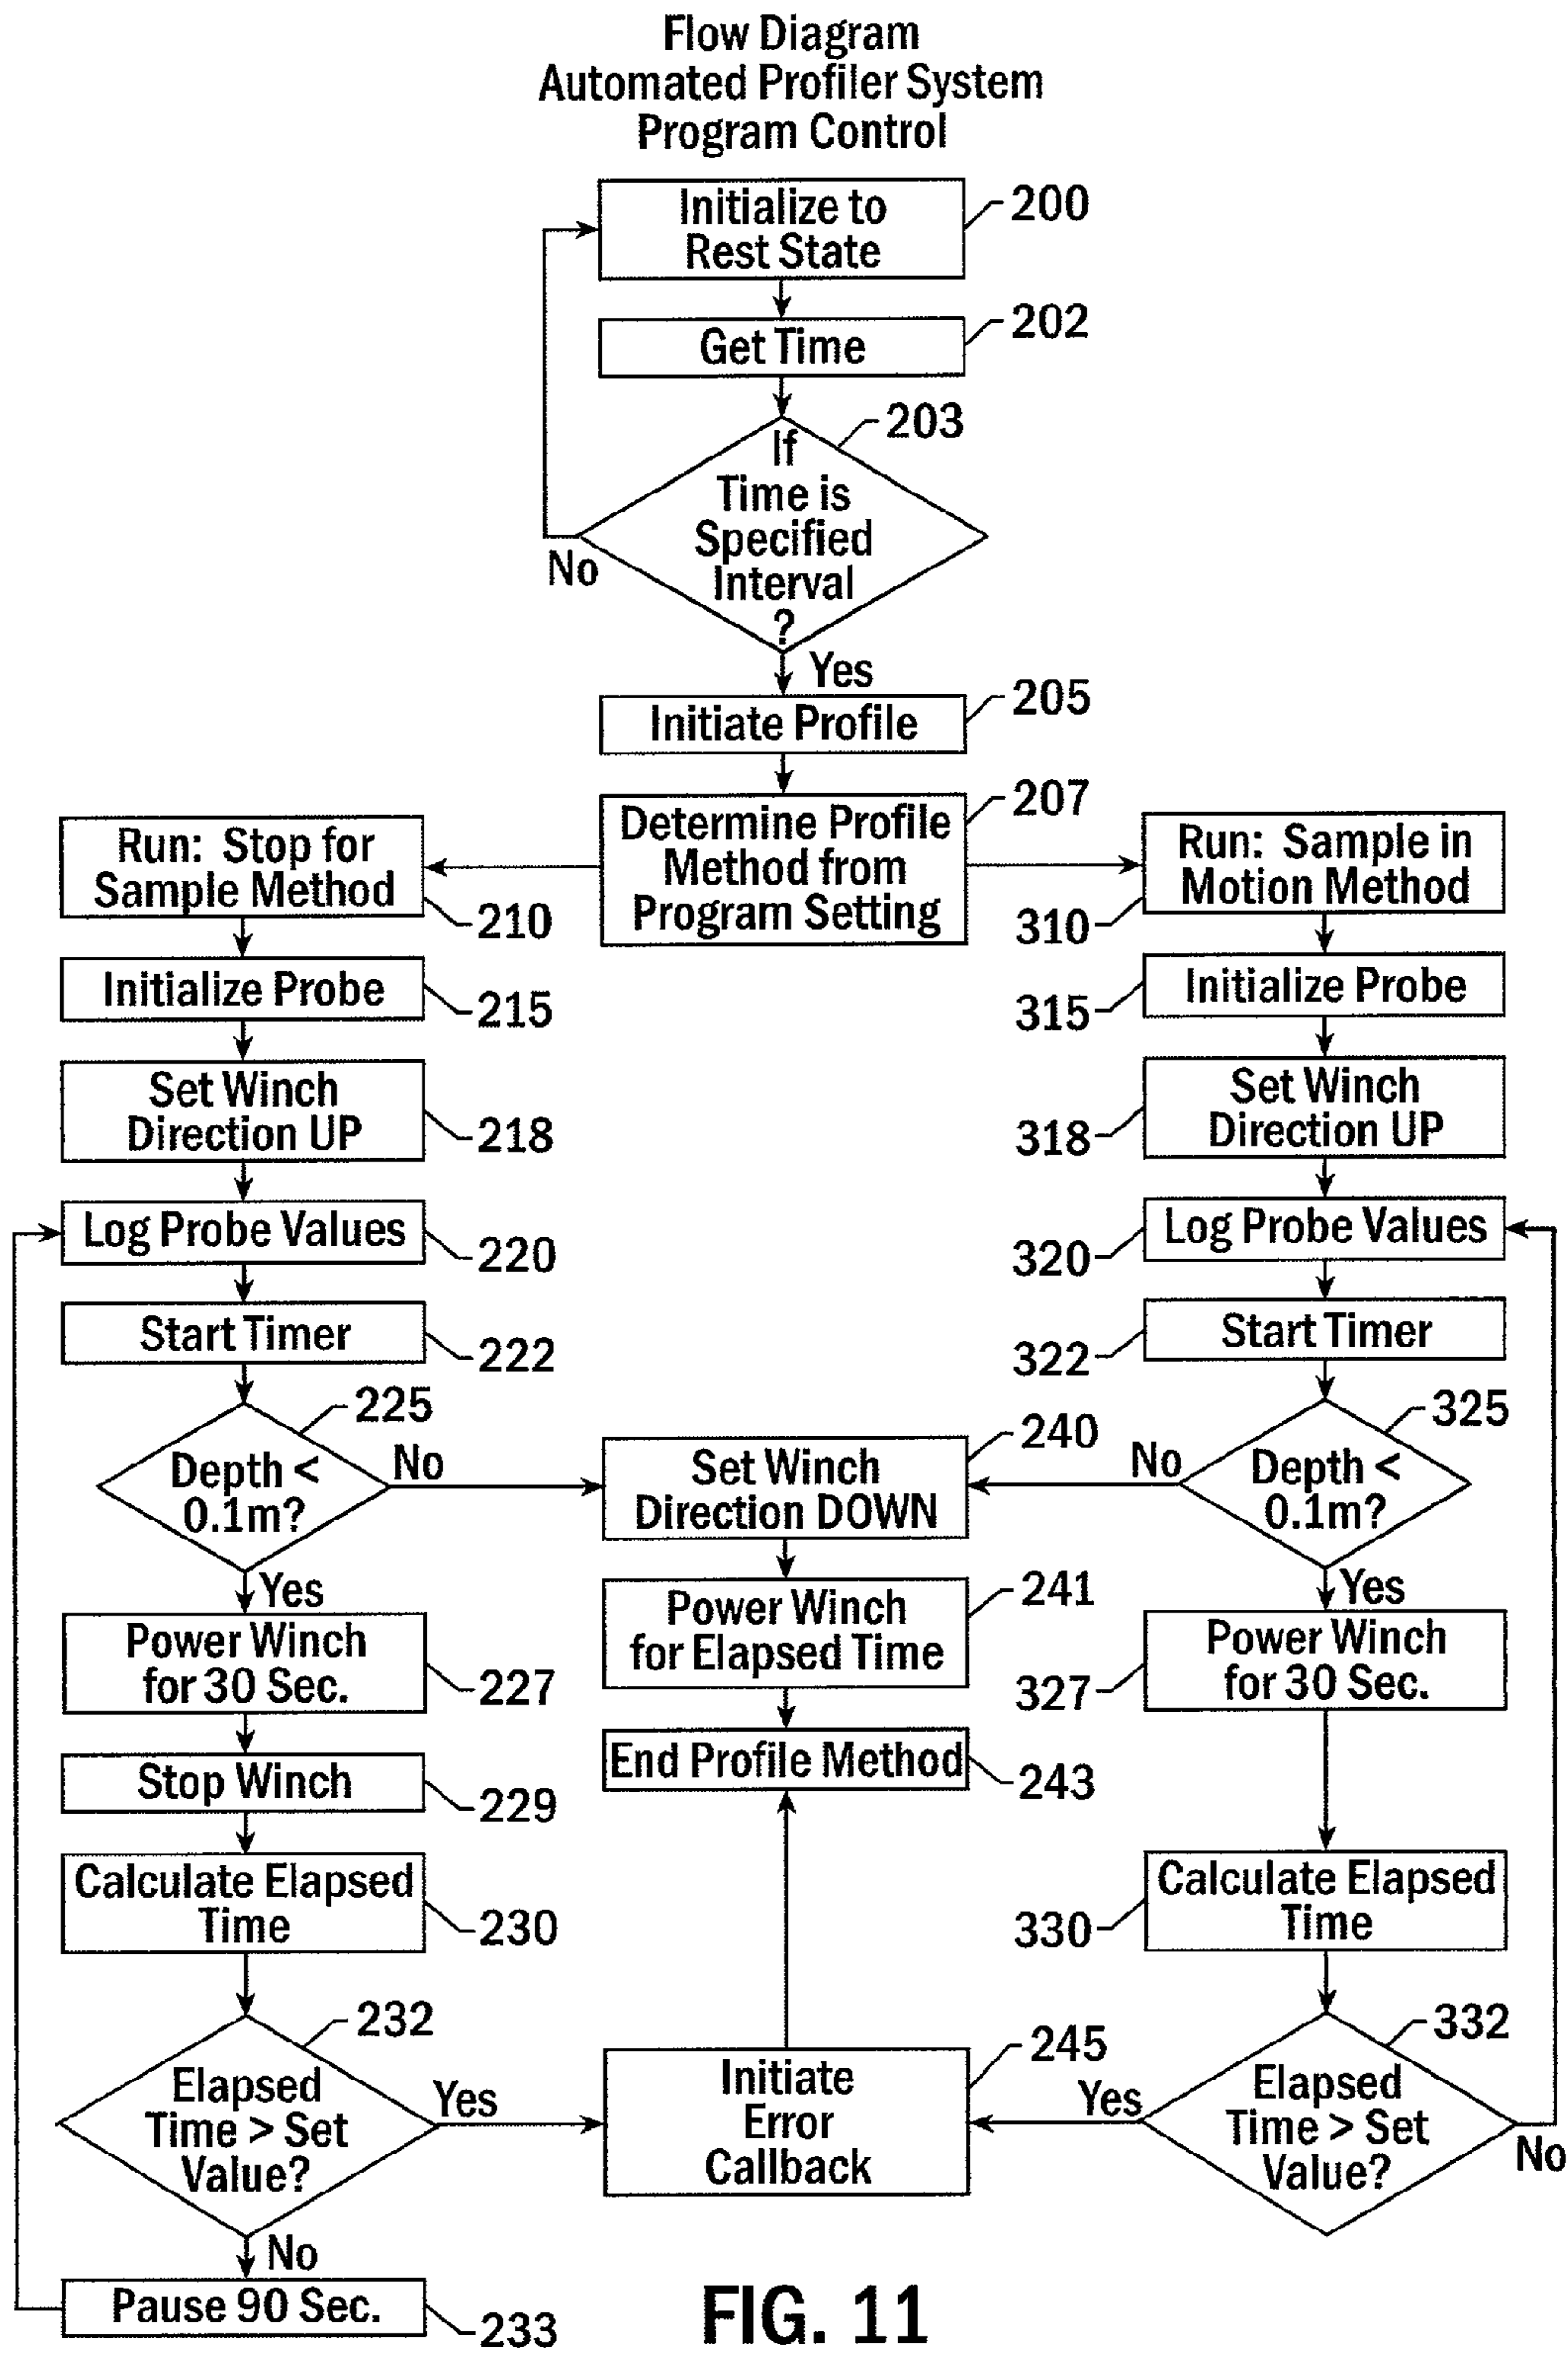 Flow Diagram
Automated Profiler System
Program Control
Initialize to
Rest State
200
Get Time
202
203
If
Time is
Specified
Interval
?
No
Yes
Initiate Profile
205
Determine Profile
Method from
Program Setting
207
Run: Stop for
Sample Method
210
Initialize Probe
215
Set Winch
Direction UP
218
Log Probe Values
220
Start Timer
222
225
Depth <
0.1m?
No
Yes
Power Winch
for 30 Sec.
227
Stop Winch
229
Calculate Elapsed
Time
230
232
Elapsed
Time > Set
Value?
Yes
No
Pause 90 Sec.
233
240
Set Winch
Direction DOWN
241
Power Winch
for Elapsed Time
End Profile Method
243
245
Initiate
Error
Callback
Run: Sample in
Motion Method
310
Initialize Probe
315
Set Winch
Direction UP
318
Log Probe Values
320
Start Timer
322
325
Depth <
0.1m?
No
Yes
Power Winch
for 30 Sec.
327
Calculate Elapsed
Time
330
332
Elapsed
Time > Set
Value?
Yes
No
FIG. 11